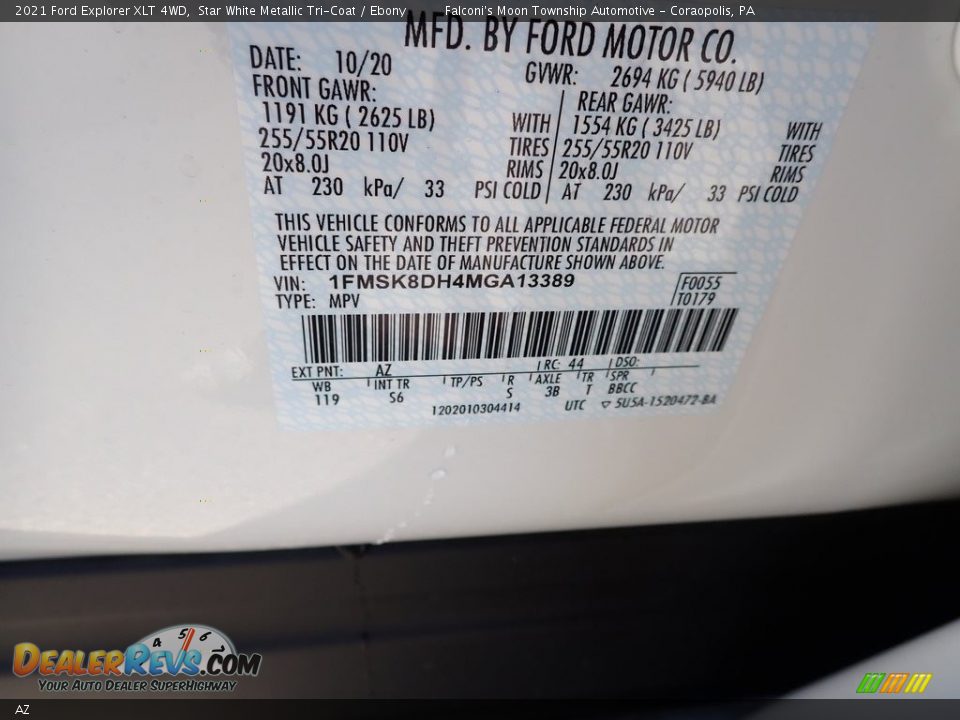 2021 Ford Explorer XLT 4WD, Star White Metallic Tri-Coat / Ebony Falconi's Moon Township Automotive - Coraopolis, PA
MFD. BY FORD MOTOR CO.
DATE: 10/20 GVWR: 2694 KG ( 5940 LB)
FRONT GAWR: REAR GAWR:
1191 KG ( 2625 LB) WITH 1554 KG ( 3425 LB) WITH
255/55R20 110V TIRES 255/55R20 110V TIRES
20x8.0J RIMS 20x8.0J RIMS
AT 230 kPa/ 33 PSI COLD AT 230 kPa/ 33 PSI COLD
THIS VEHICLE CONFORMS TO ALL APPLICABLE FEDERAL MOTOR
VEHICLE SAFETY AND THEFT PREVENTION STANDARDS IN
EFFECT ON THE DATE OF MANUFACTURE SHOWN ABOVE.
VIN: 1FMSK8DH4MGA13389 F0055
TYPE: MPV T0179
EXT PNT: AZ RC: 44 DSO:
WB INT TR TP/PS R AXLE TR SPR
119 S6 S 3B T BBCC
1202010304414 UTC ▽ 5U5A-1520472-BA
4 5 6
DEALERREVS.COM
YOUR AUTO DEALER SUPERHIGHWAY
AZ